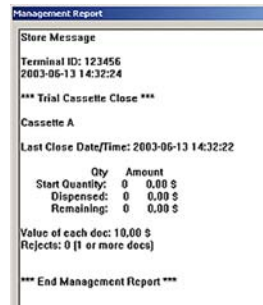 Management Report
Store Message
Terminal ID: 123456
2003-06-13 14:32:24
*** Trial Cassette Close ***
Cassette A
Last Close Date/Time: 2003-06-13 14:32:22
Qty Amount
Start Quantity: 0 0,00 $
Dispensed: 0 0,00 $
Remaining: 0 0,00 $
Value of each doc: 10,00 $
Rejects: 0 (1 or more docs)
*** End Management Report ***